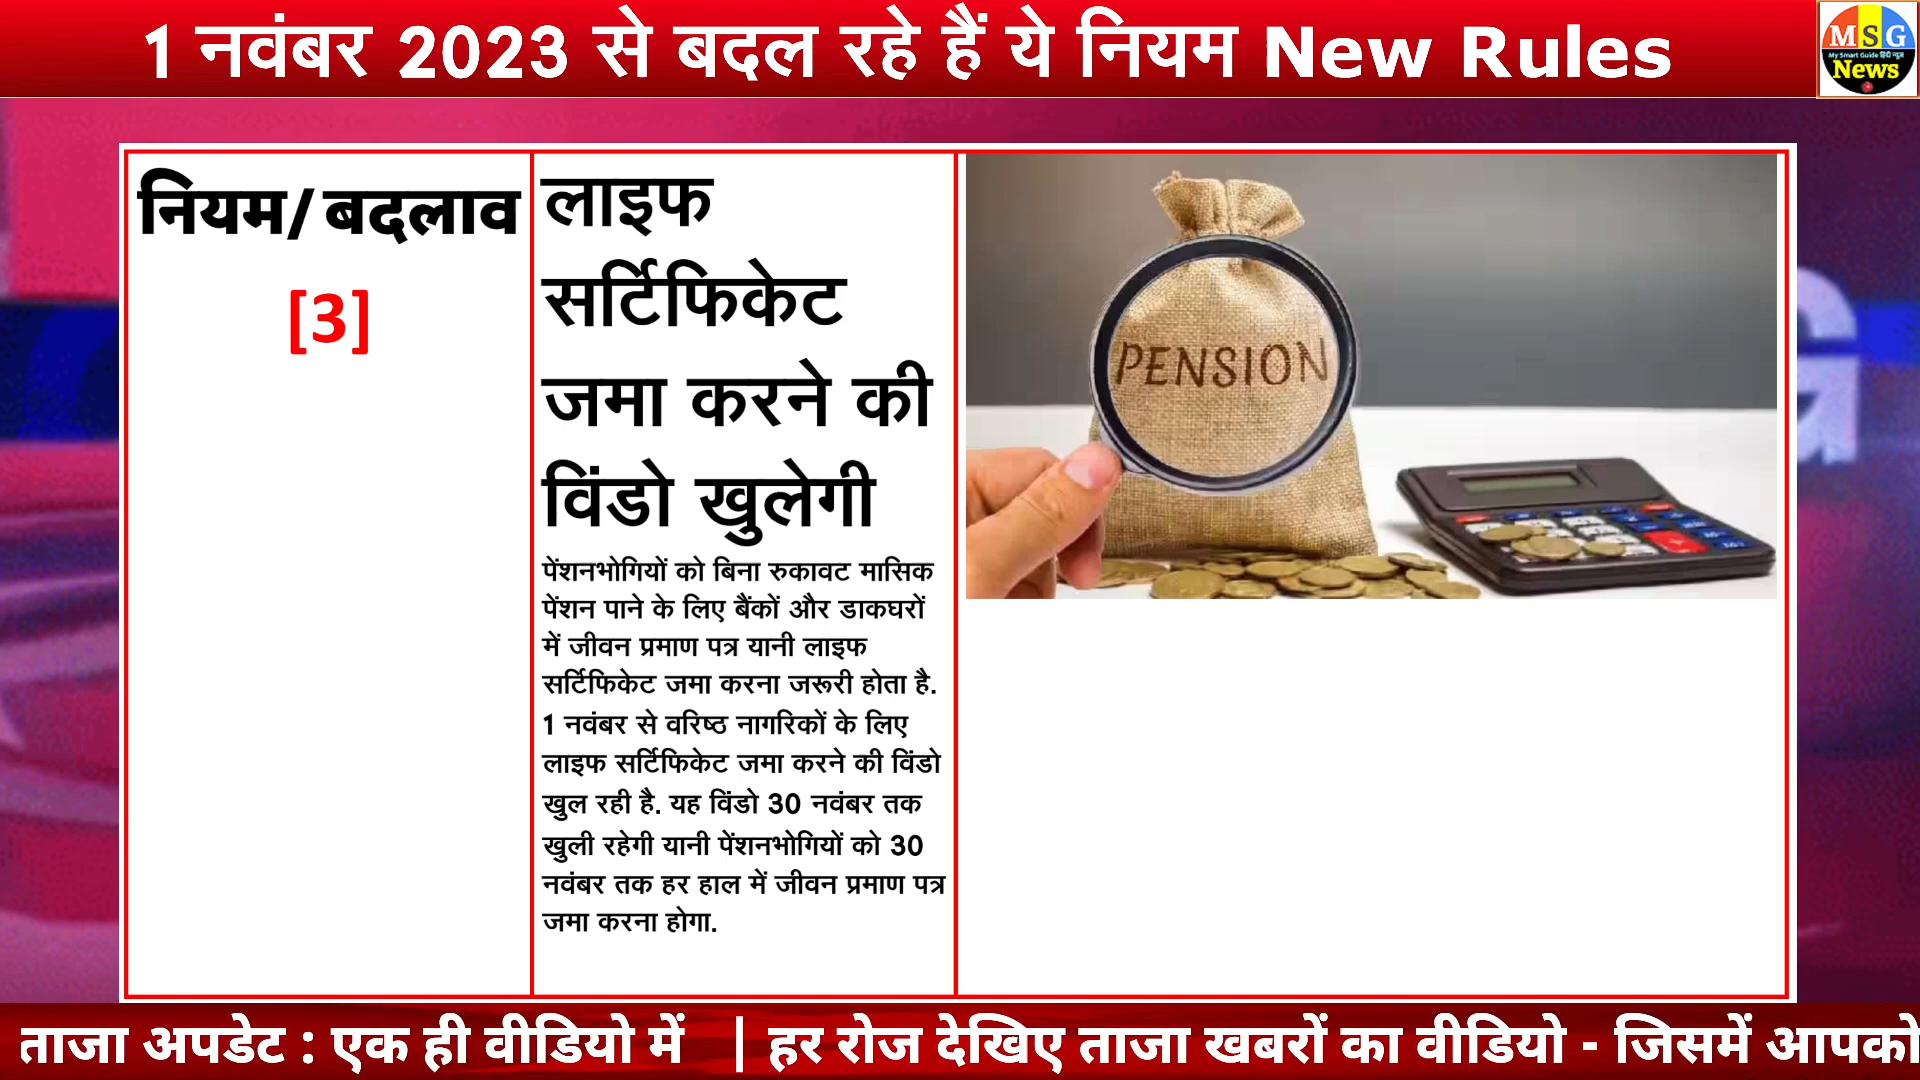 1 नवंबर 2023 से बदल रहे हैं ये नियम New Rules
MSG
My Smart Guide हिंदी न्यूज़
News
नियम/ बदलाव
[3]
लाइफ
सर्टिफिकेट
जमा करने की
विंडो खुलेगी
पेंशनभोगियों को बिना रुकावट मासिक
पेंशन पाने के लिए बैंकों और डाकघरों
में जीवन प्रमाण पत्र यानी लाइफ
सर्टिफिकेट जमा करना जरूरी होता है.
1 नवंबर से वरिष्ठ नागरिकों के लिए
लाइफ सर्टिफिकेट जमा करने की विंडो
खुल रही है. यह विंडो 30 नवंबर तक
खुली रहेगी यानी पेंशनभोगियों को 30
नवंबर तक हर हाल में जीवन प्रमाण पत्र
जमा करना होगा.
PENSION
ताजा अपडेट : एक ही वीडियो में | हर रोज देखिए ताजा खबरों का वीडियो - जिसमें आपको